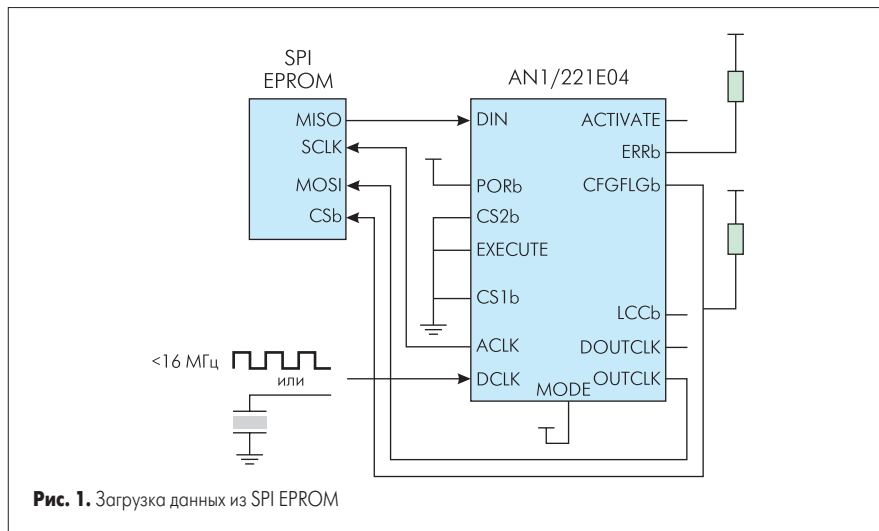 SPI
EPROM
MISO
SCLK
MOSI
CSb
AN1/221E04
DIN
PORb
CS2b
EXECUTE
CS1b
ACLK
DCLK
MODE
ACTIVATE
ERRb
CFGFLGb
LCCb
DOUTCLK
OUTCLK
<16 МГц
или
Рис. 1. Загрузка данных из SPI EPROM